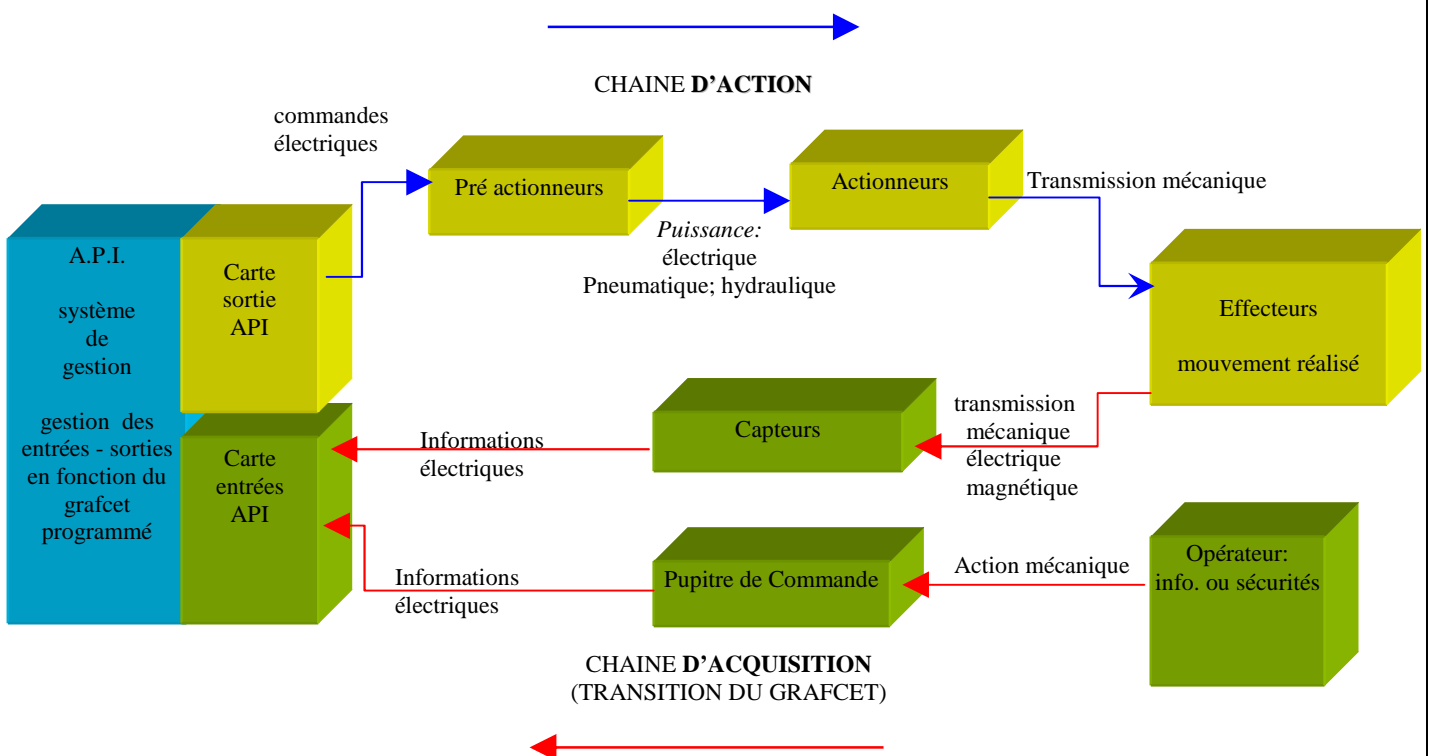 CHAINE D'ACTION
commandes
électriques
Pré actionneurs
Actionneurs
Transmission mécanique
Puissance:
électrique
Pneumatique; hydraulique
A.P.I.
système
de
gestion
gestion des
entrées - sorties
en fonction du
grafcet
programmé
Carte
sortie
API
Effecteurs
mouvement réalisé
Carte
entrées
API
Informations
électriques
Capteurs
transmission
mécanique
électrique
magnétique
Informations
électriques
Pupitre de Commande
Action mécanique
Opérateur:
info. ou sécurités
CHAINE D'ACQUISITION
(TRANSITION DU GRAFCET)